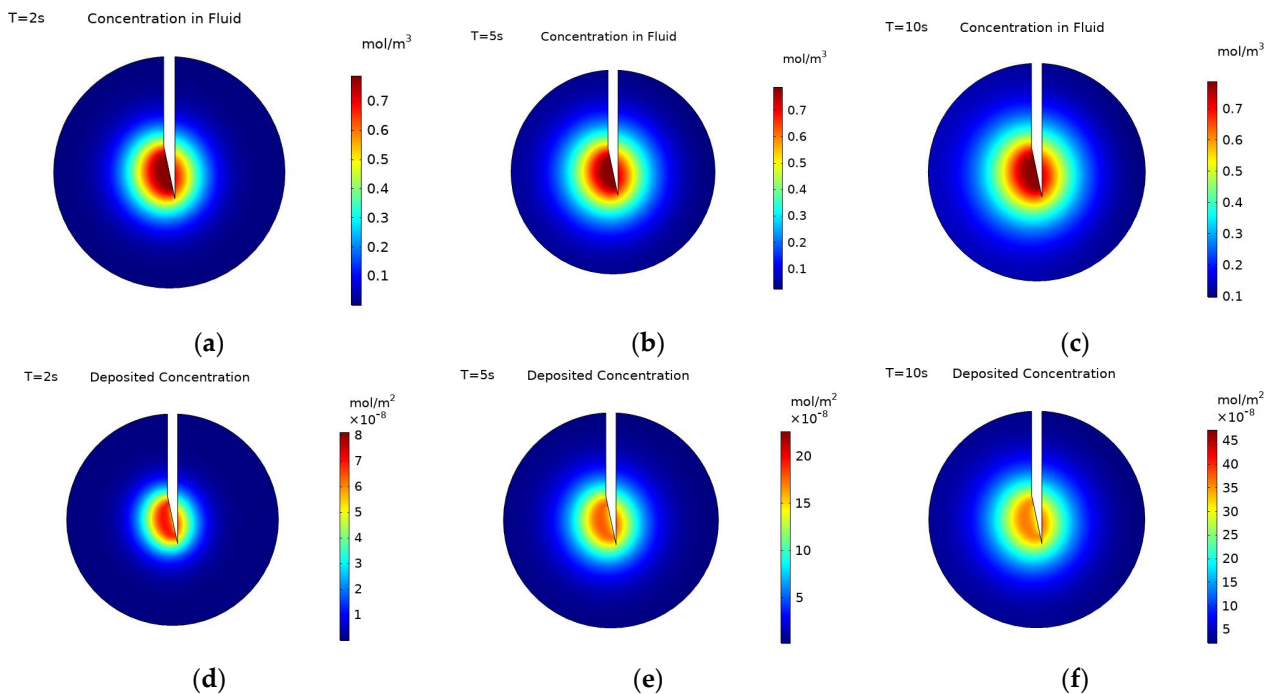 T=2s Concentration in Fluid
mol/m³
0.7
0.6
0.5
0.4
0.3
0.2
0.1
(a)
T=5s Concentration in Fluid
mol/m³
0.7
0.6
0.5
0.4
0.3
0.2
0.1
(b)
T=10s Concentration in Fluid
mol/m³
0.7
0.6
0.5
0.4
0.3
0.2
0.1
(c)
T=2s Deposited Concentration
mol/m²
×10⁻⁸
8
7
6
5
4
3
2
1
(d)
T=5s Deposited Concentration
mol/m²
×10⁻⁸
20
15
10
5
(e)
T=10s Deposited Concentration
mol/m²
×10⁻⁸
45
40
35
30
25
20
15
10
5
(f)